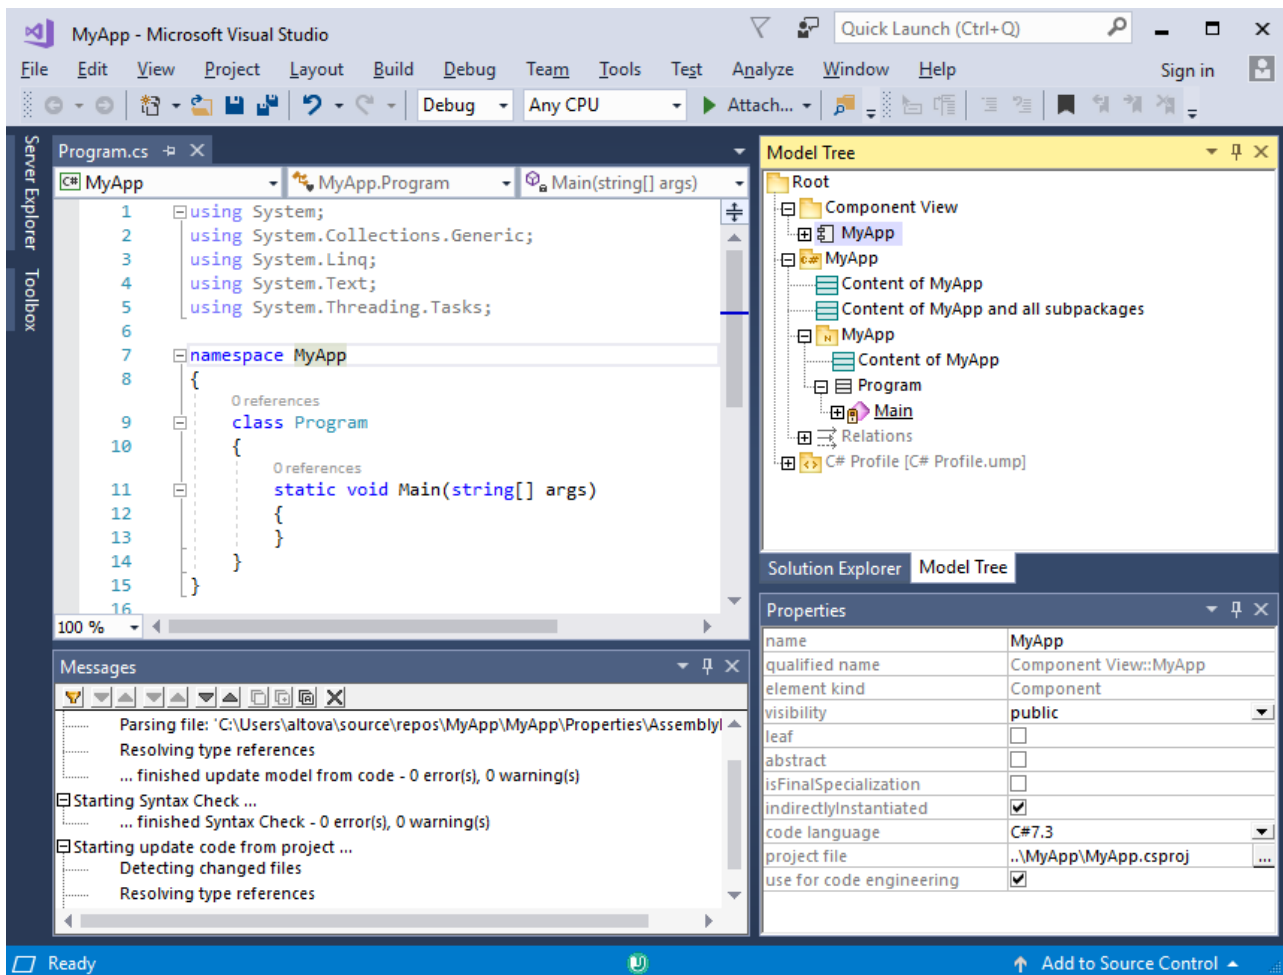 MyApp - Microsoft Visual Studio
Quick Launch (Ctrl+Q)
File Edit View Project Layout Build Debug Team Tools Test Analyze Window Help Sign in
Debug Any CPU Attach...
Server Explorer
Toolbox
Program.cs
C# MyApp MyApp.Program Main(string[] args)
1 using System;
2 using System.Collections.Generic;
3 using System.Linq;
4 using System.Text;
5 using System.Threading.Tasks;
6
7 namespace MyApp
8 {
0 references
9 class Program
10 {
0 references
11 static void Main(string[] args)
12 {
13 }
14 }
15 }
16
100 %
Messages
Parsing file: 'C:\Users\altova\source\repos\MyApp\MyApp\Properties\Assembly
Resolving type references
... finished update model from code - 0 error(s), 0 warning(s)
Starting Syntax Check ...
... finished Syntax Check - 0 error(s), 0 warning(s)
Starting update code from project ...
Detecting changed files
Resolving type references
Model Tree
Root
Component View
MyApp
C# MyApp
Content of MyApp
Content of MyApp and all subpackages
N MyApp
Content of MyApp
Program
Main
Relations
C# Profile [C# Profile.ump]
Solution Explorer Model Tree
Properties
name MyApp
qualified name Component View::MyApp
element kind Component
visibility public
leaf
abstract
isFinalSpecialization
indirectlyInstantiated
code language C#7.3
project file ..\MyApp\MyApp.csproj ...
use for code engineering
Ready U Add to Source Control